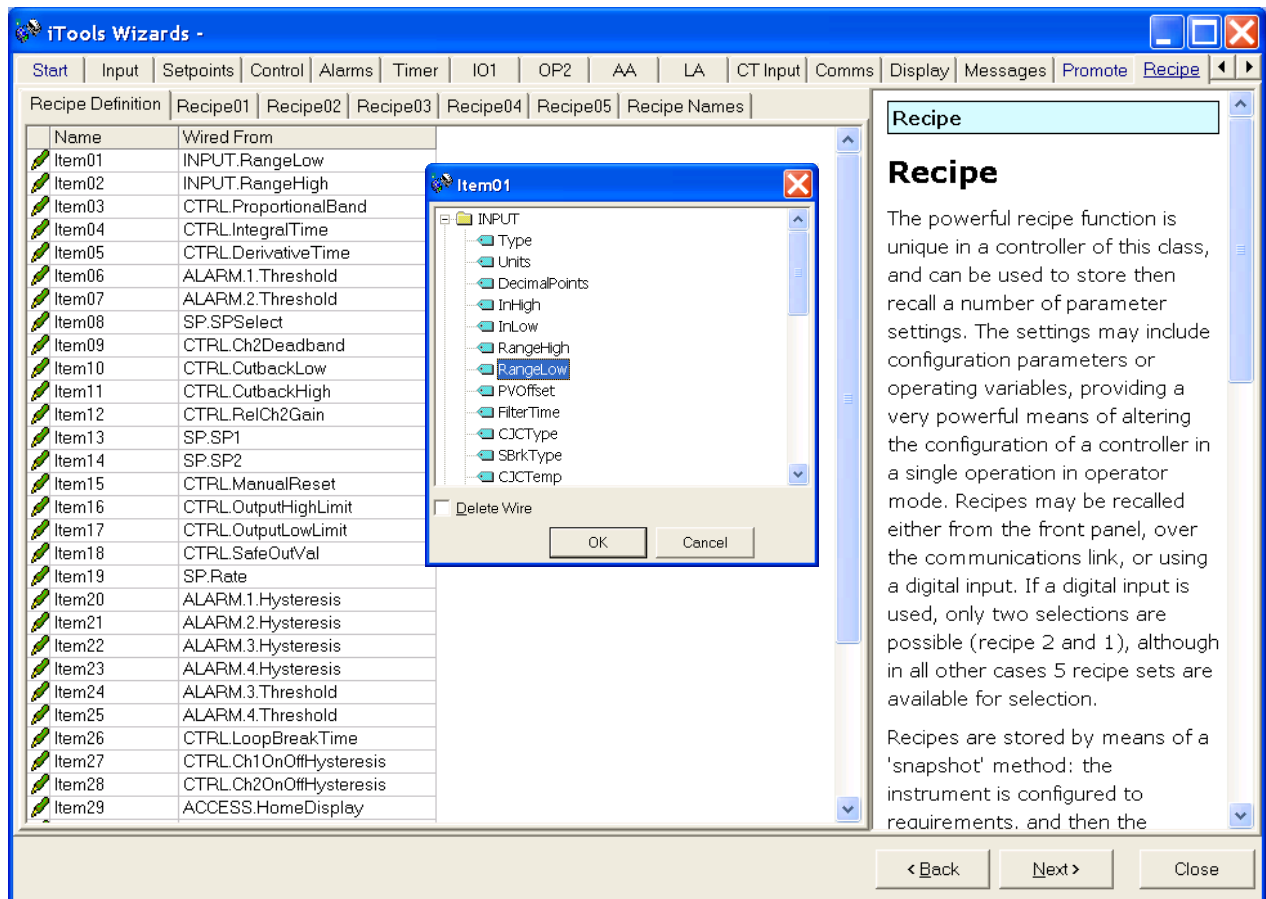 iTools Wizards -
Start Input Setpoints Control Alarms Timer IO1 OP2 AA LA CT Input Comms Display Messages Promote Recipe
Recipe Definition Recipe01 Recipe02 Recipe03 Recipe04 Recipe05 Recipe Names
Name Wired From
Item01 INPUT.RangeLow
Item02 INPUT.RangeHigh
Item03 CTRL.ProportionalBand
Item04 CTRL.IntegralTime
Item05 CTRL.DerivativeTime
Item06 ALARM.1.Threshold
Item07 ALARM.2.Threshold
Item08 SP.SPSelect
Item09 CTRL.Ch2Deadband
Item10 CTRL.CutbackLow
Item11 CTRL.CutbackHigh
Item12 CTRL.RelCh2Gain
Item13 SP.SP1
Item14 SP.SP2
Item15 CTRL.ManualReset
Item16 CTRL.OutputHighLimit
Item17 CTRL.OutputLowLimit
Item18 CTRL.SafeOutVal
Item19 SP.Rate
Item20 ALARM.1.Hysteresis
Item21 ALARM.2.Hysteresis
Item22 ALARM.3.Hysteresis
Item23 ALARM.4.Hysteresis
Item24 ALARM.3.Threshold
Item25 ALARM.4.Threshold
Item26 CTRL.LoopBreakTime
Item27 CTRL.Ch1OnOffHysteresis
Item28 CTRL.Ch2OnOffHysteresis
Item29 ACCESS.HomeDisplay
Item01
INPUT
Type
Units
DecimalPoints
InHigh
InLow
RangeHigh
RangeLow
PVOffset
FilterTime
CJCType
SBrkType
CJCTemp
Delete Wire
OK Cancel
Recipe
Recipe
The powerful recipe function is
unique in a controller of this class,
and can be used to store then
recall a number of parameter
settings. The settings may include
configuration parameters or
operating variables, providing a
very powerful means of altering
the configuration of a controller in
a single operation in operator
mode. Recipes may be recalled
either from the front panel, over
the communications link, or using
a digital input. If a digital input is
used, only two selections are
possible (recipe 2 and 1), although
in all other cases 5 recipe sets are
available for selection.
Recipes are stored by means of a
'snapshot' method: the
instrument is configured to
requirements, and then the
< Back Next > Close